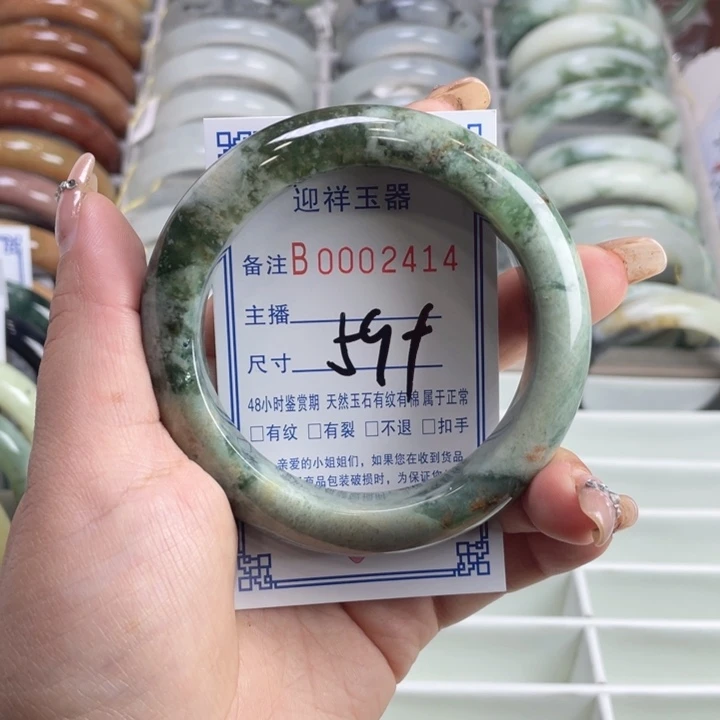 迎祥玉器
备注B0002414
主播
尺寸 59
48小时鉴赏期 天然玉石有纹有棉属于正常
□有纹 □有裂 □不退 □扣手
亲爱的小姐姐们，如果您在收到货品
商品包装破损时，为保证您